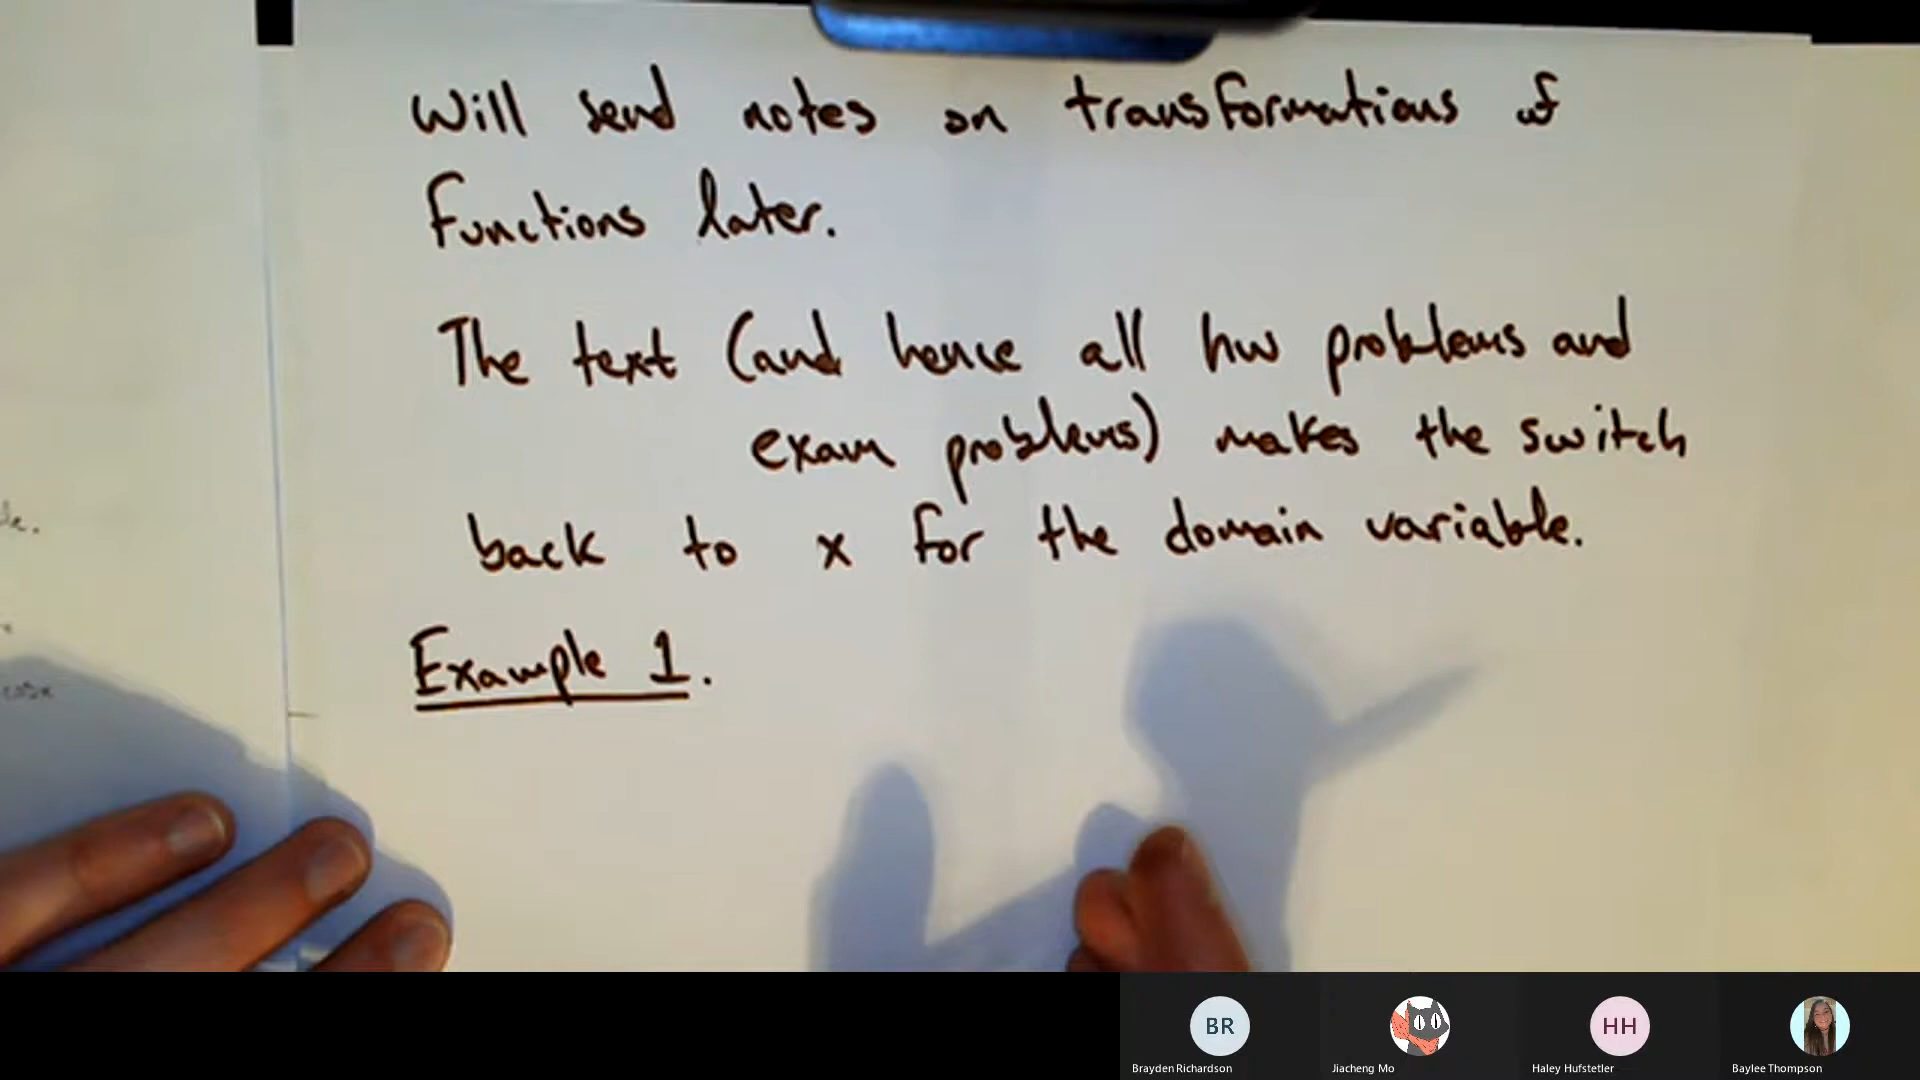 Will send notes on transformations of
functions later.
The text (and hence all hw problems and
exam problems) makes the switch
back to x for the domain variable.
Example 1.
cosx
BR
HH
Brayden Richardson
Jiacheng Mo
Haley Hufstetler
Baylee Thompson